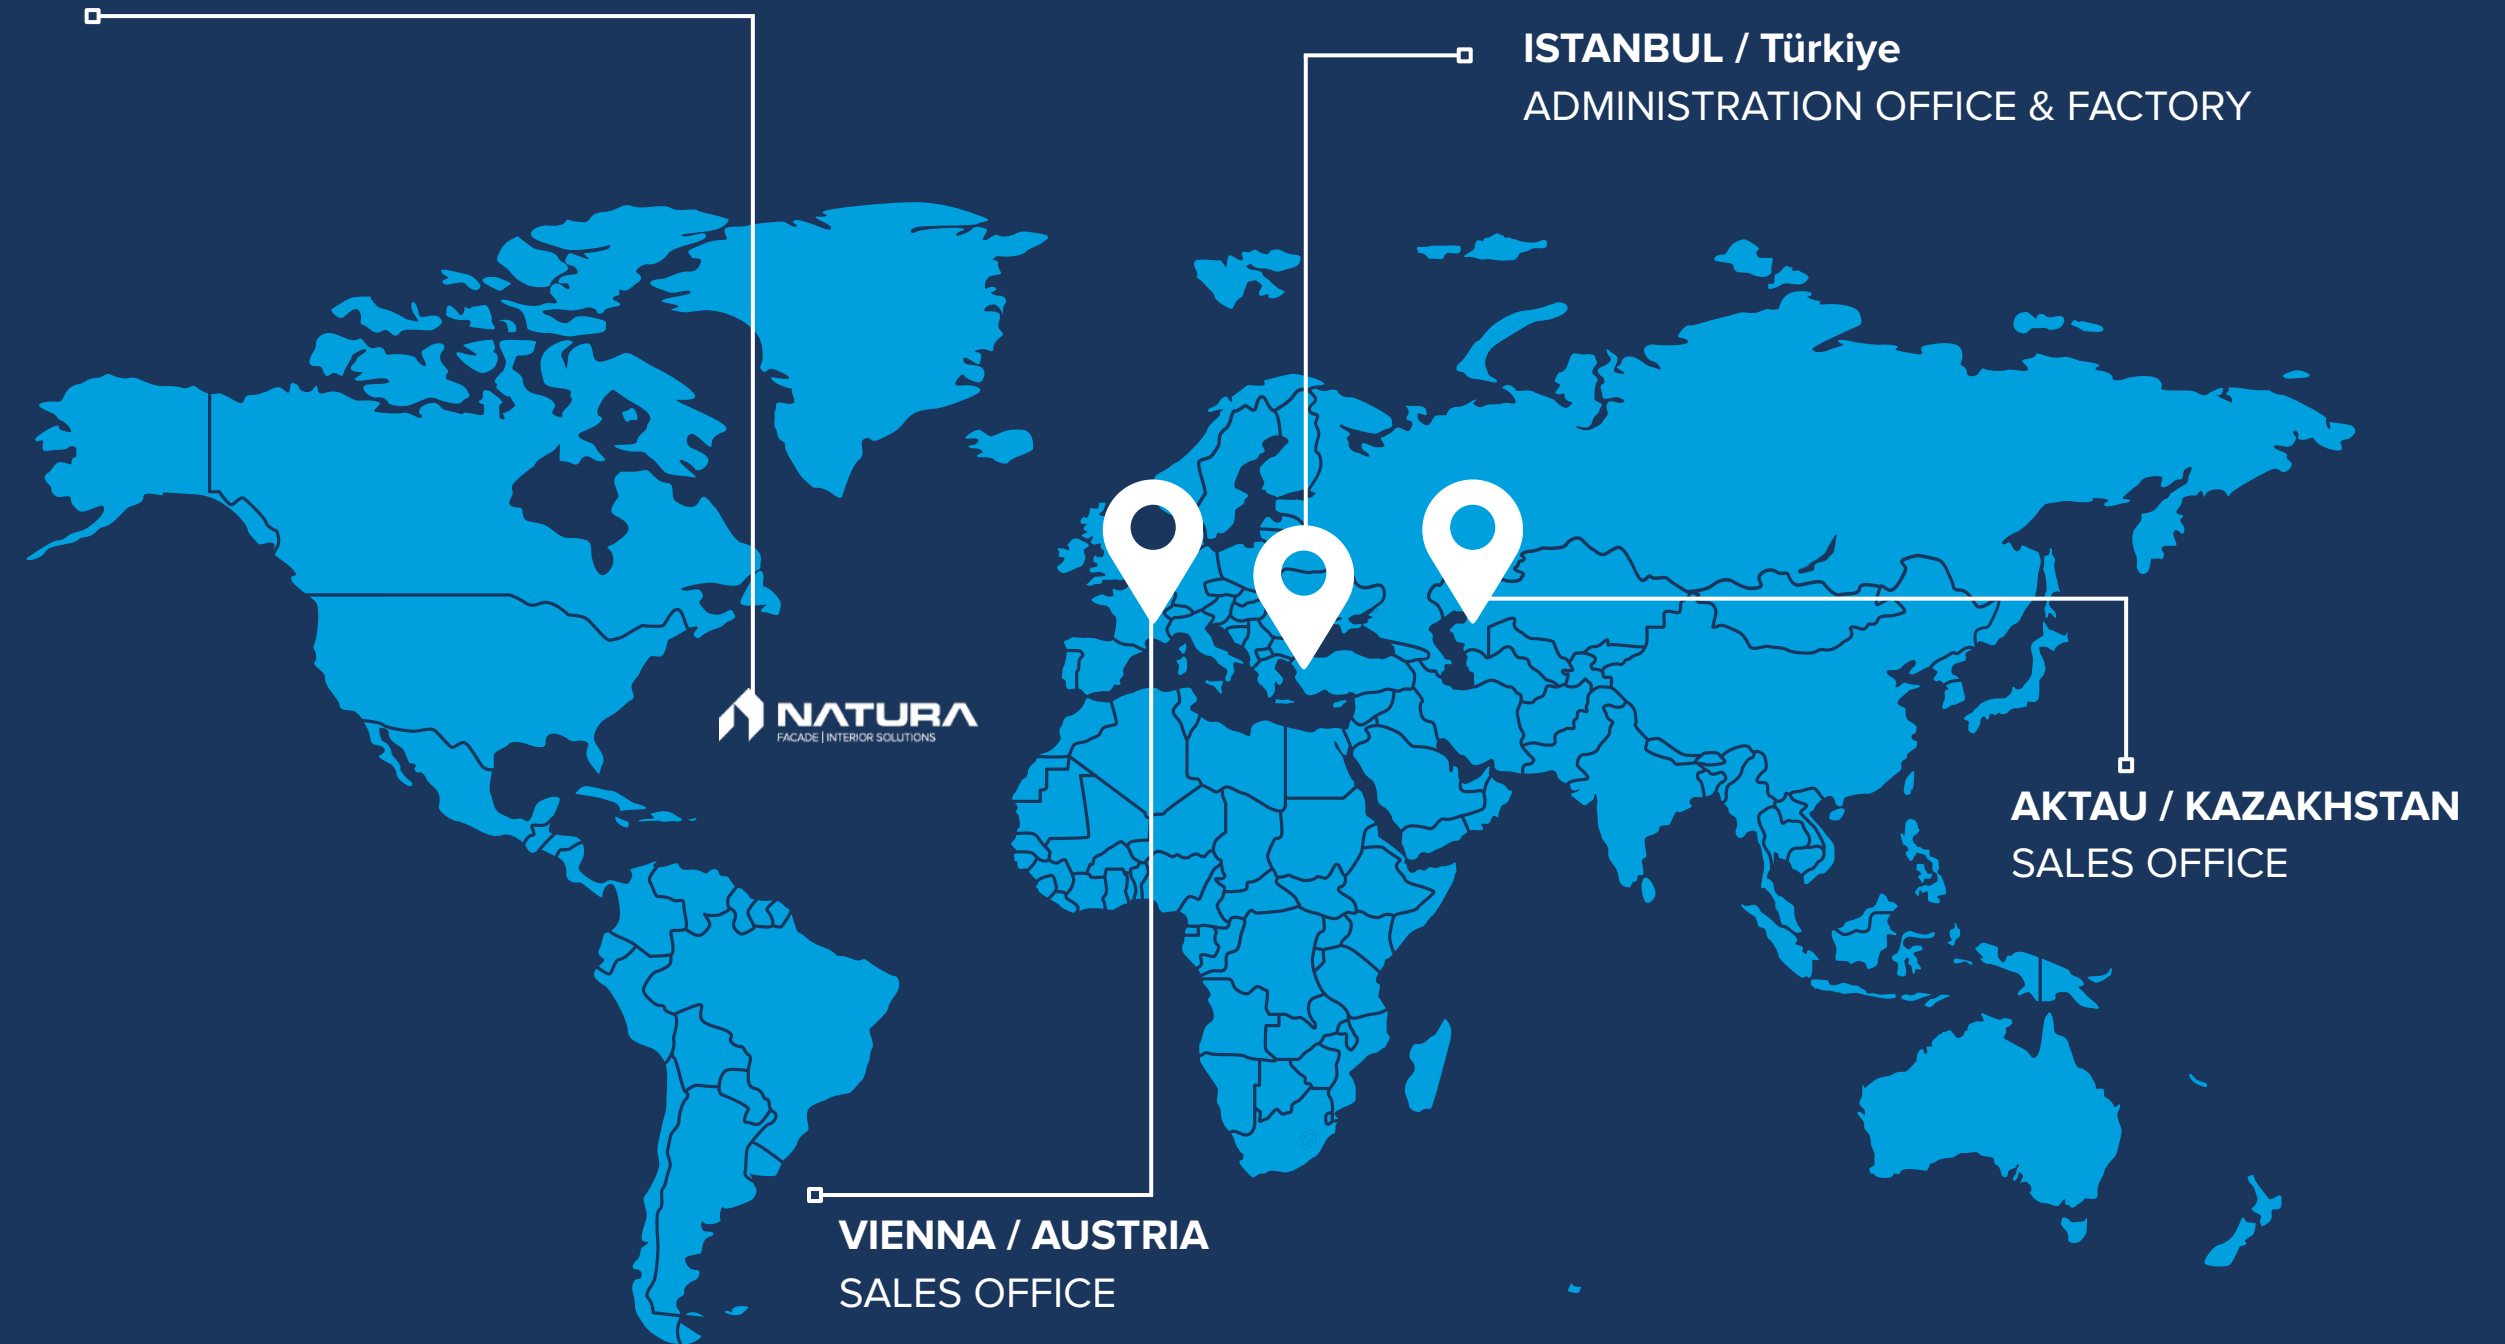 ISTANBUL / Türkiye
ADMINISTRATION OFFICE & FACTORY
NATURA
FACADE | INTERIOR SOLUTIONS
AKTAU / KAZAKHSTAN
SALES OFFICE
VIENNA / AUSTRIA
SALES OFFICE